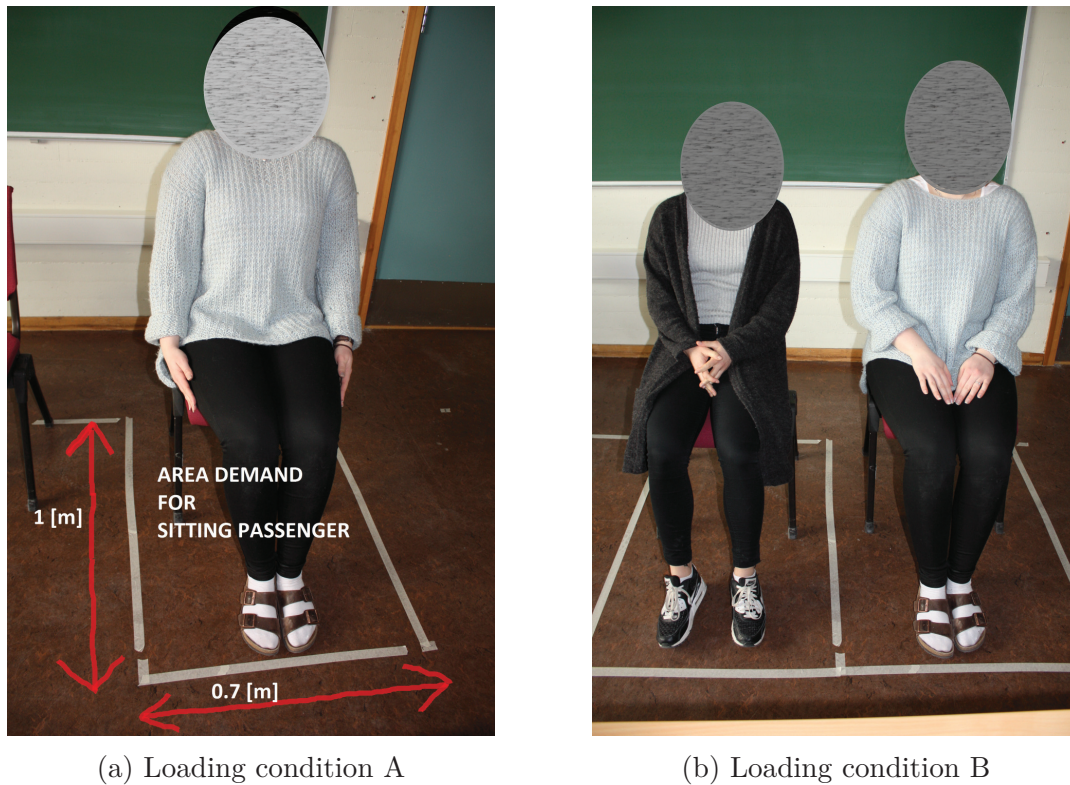 1 [m]
AREA DEMAND
FOR
SITTING PASSENGER
0.7 [m]
(a) Loading condition A
(b) Loading condition B